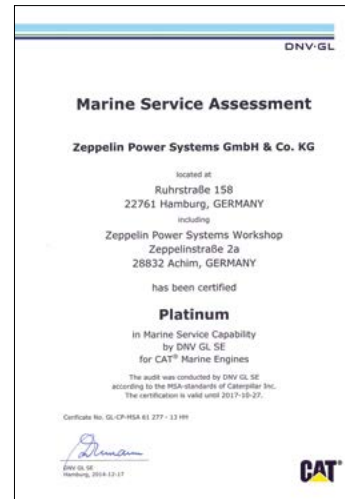 DNV·GL
Marine Service Assessment
Zeppelin Power Systems GmbH & Co. KG
located at
Ruhrstraße 158
22761 Hamburg, GERMANY
including
Zeppelin Power Systems Workshop
Zeppelinstraße 2a
28832 Achim, GERMANY
has been certified
Platinum
in Marine Service Capability
by DNV GL SE
for CAT® Marine Engines
The audit was conducted by DNV GL SE
according to the MSA-standards of Caterpillar Inc.
The certification is valid until 2017-10-27.
Certificate No. GL-CP-MSA 61 277 - 13 HH
DNV GL SE
Hamburg, 2014-12-17
CAT®